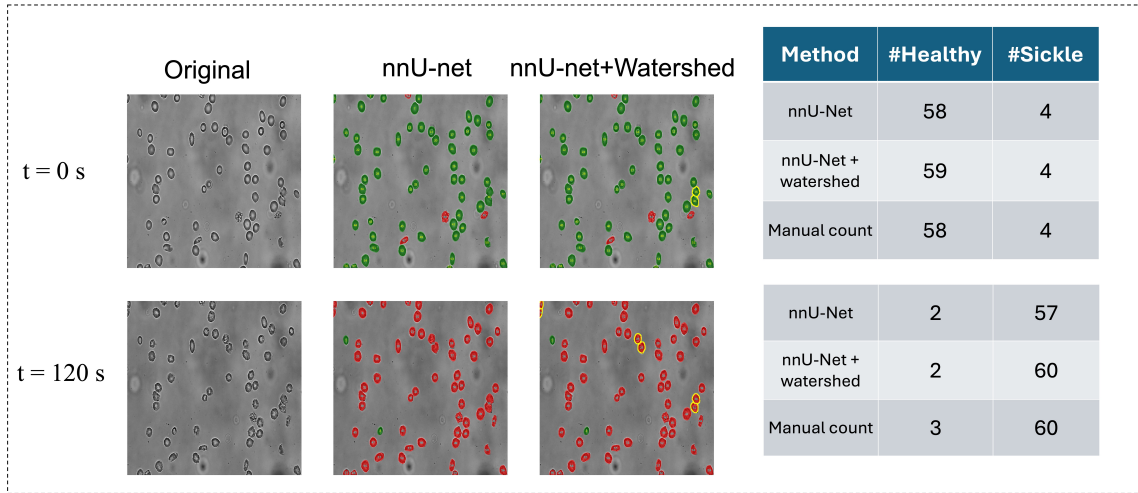 Original
nnU-net
nnU-net+Watershed
t = 0 s
t = 120 s
Method #Healthy #Sickle
nnU-Net 58 4
nnU-Net +
watershed 59 4
Manual count 58 4
nnU-Net 2 57
nnU-Net +
watershed 2 60
Manual count 3 60